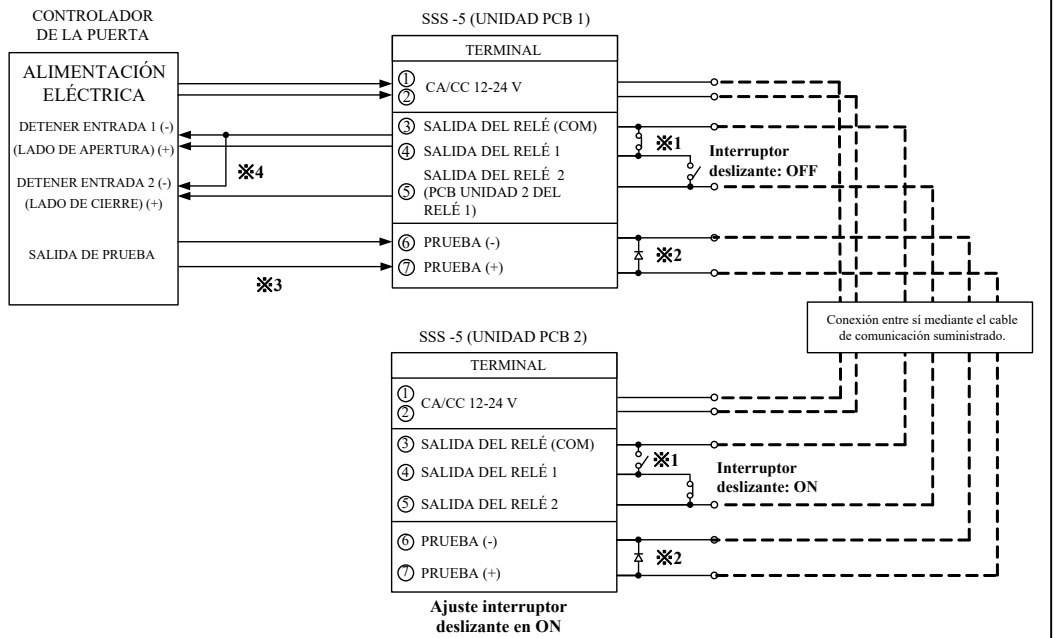 CONTROLADOR
DE LA PUERTA
ALIMENTACIÓN
ELÉCTRICA
DETENER ENTRADA 1 (-)
(LADO DE APERTURA) (+)
※4
DETENER ENTRADA 2 (-)
(LADO DE CIERRE) (+)
SALIDA DE PRUEBA
※3
SSS -5 (UNIDAD PCB 1)
TERMINAL
①
②
CA/CC 12-24 V
③ SALIDA DEL RELÉ (COM)
④ SALIDA DEL RELÉ 1
⑤ SALIDA DEL RELÉ 2
(PCB UNIDAD 2 DEL
RELÉ 1)
⑥ PRUEBA (-)
⑦ PRUEBA (+)
※1
Interruptor
deslizante: OFF
※2
Conexión entre sí mediante el cable
de comunicación suministrado.
SSS -5 (UNIDAD PCB 2)
TERMINAL
①
②
CA/CC 12-24 V
③ SALIDA DEL RELÉ (COM)
④ SALIDA DEL RELÉ 1
⑤ SALIDA DEL RELÉ 2
⑥ PRUEBA (-)
⑦ PRUEBA (+)
※1
Interruptor
deslizante: ON
※2
Ajuste interruptor
deslizante en ON